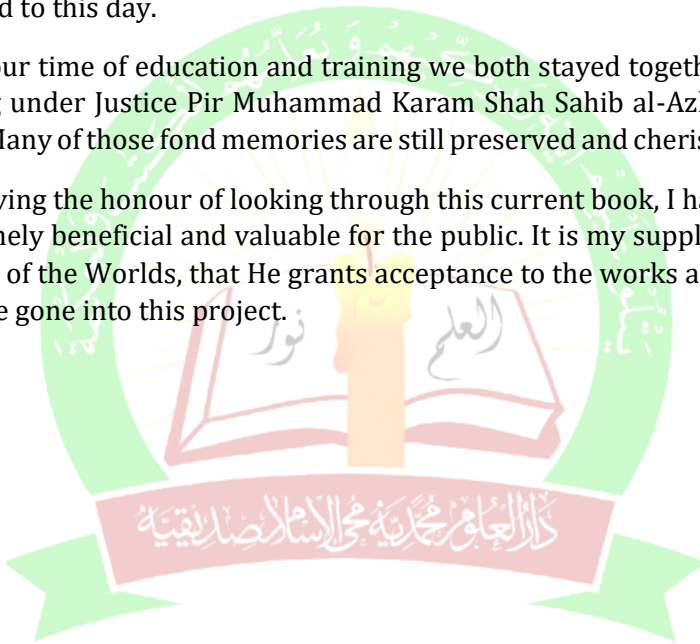 d to this day.
our time of education and training we both stayed togeth
g under Justice Pir Muhammad Karam Shah Sahib al-Az
Many of those fond memories are still preserved and cheris
ving the honour of looking through this current book, I ha
nely beneficial and valuable for the public. It is my suppl
of the Worlds, that He grants acceptance to the works a
e gone into this project.
العلم نور
دار العلوم محمدیہ محی الاسلام صدیقیہ